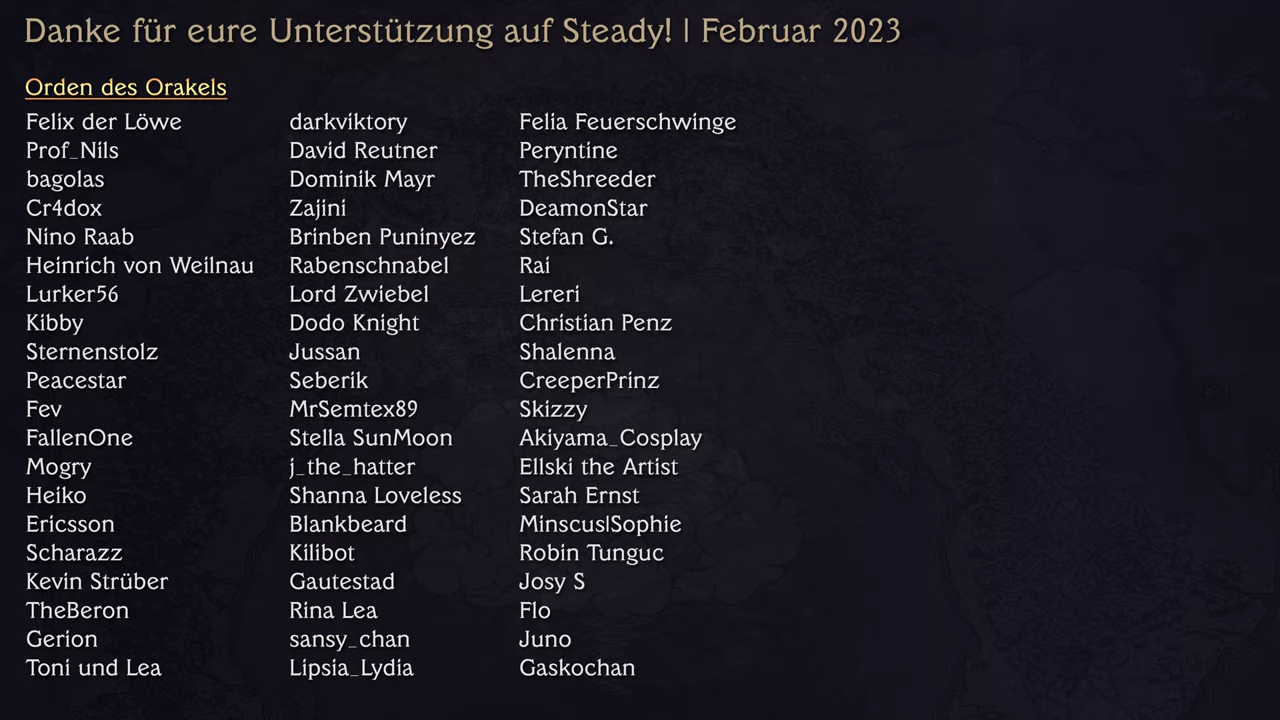 Danke für eure Unterstützung auf Steady! | Februar 2023
Orden des Orakels
Felix der Löwe
Prof_Nils
bagolas
Cr4dox
Nino Raab
Heinrich von Weilnau
Lurker56
Kibby
Sternenstolz
Peacestar
Fev
FallenOne
Mogry
Heiko
Ericsson
Scharazz
Kevin Strüber
TheBeron
Gerion
Toni und Lea
darkviktory
David Reutner
Dominik Mayr
Zajini
Brinben Puninyez
Rabenschnabel
Lord Zwiebel
Dodo Knight
Jussan
Seberik
MrSemtex89
Stella SunMoon
j_the_hatter
Shanna Loveless
Blankbeard
Kilibot
Gautestad
Rina Lea
sansy_chan
Lipsia_Lydia
Felia Feuerschwinge
Peryntine
TheShreeder
DeamonStar
Stefan G.
Rai
Lereri
Christian Penz
Shalenna
CreeperPrinz
Skizzy
Akiyama_Cosplay
Ellski the Artist
Sarah Ernst
Minscus|Sophie
Robin Tunguc
Josy S
Flo
Juno
Gaskochan